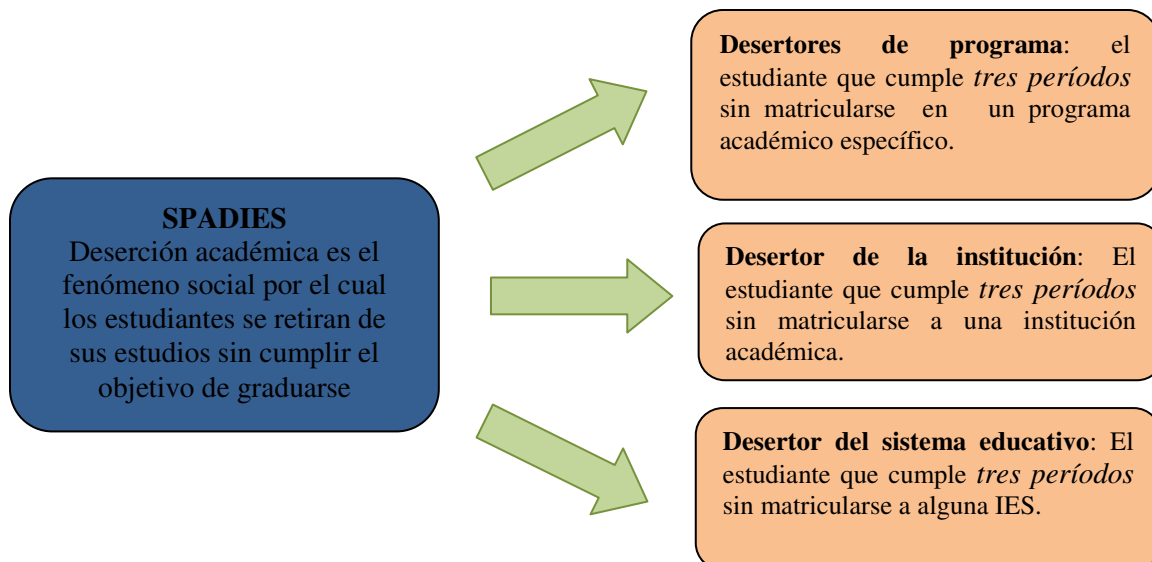 SPADIES
Deserción académica es el
fenómeno social por el cual
los estudiantes se retiran de
sus estudios sin cumplir el
objetivo de graduarse
Desertores de programa: el
estudiante que cumple tres períodos
sin matricularse en un programa
académico específico.
Desertor de la institución: El
estudiante que cumple tres períodos
sin matricularse a una institución
académica.
Desertor del sistema educativo: El
estudiante que cumple tres períodos
sin matricularse a alguna IES.